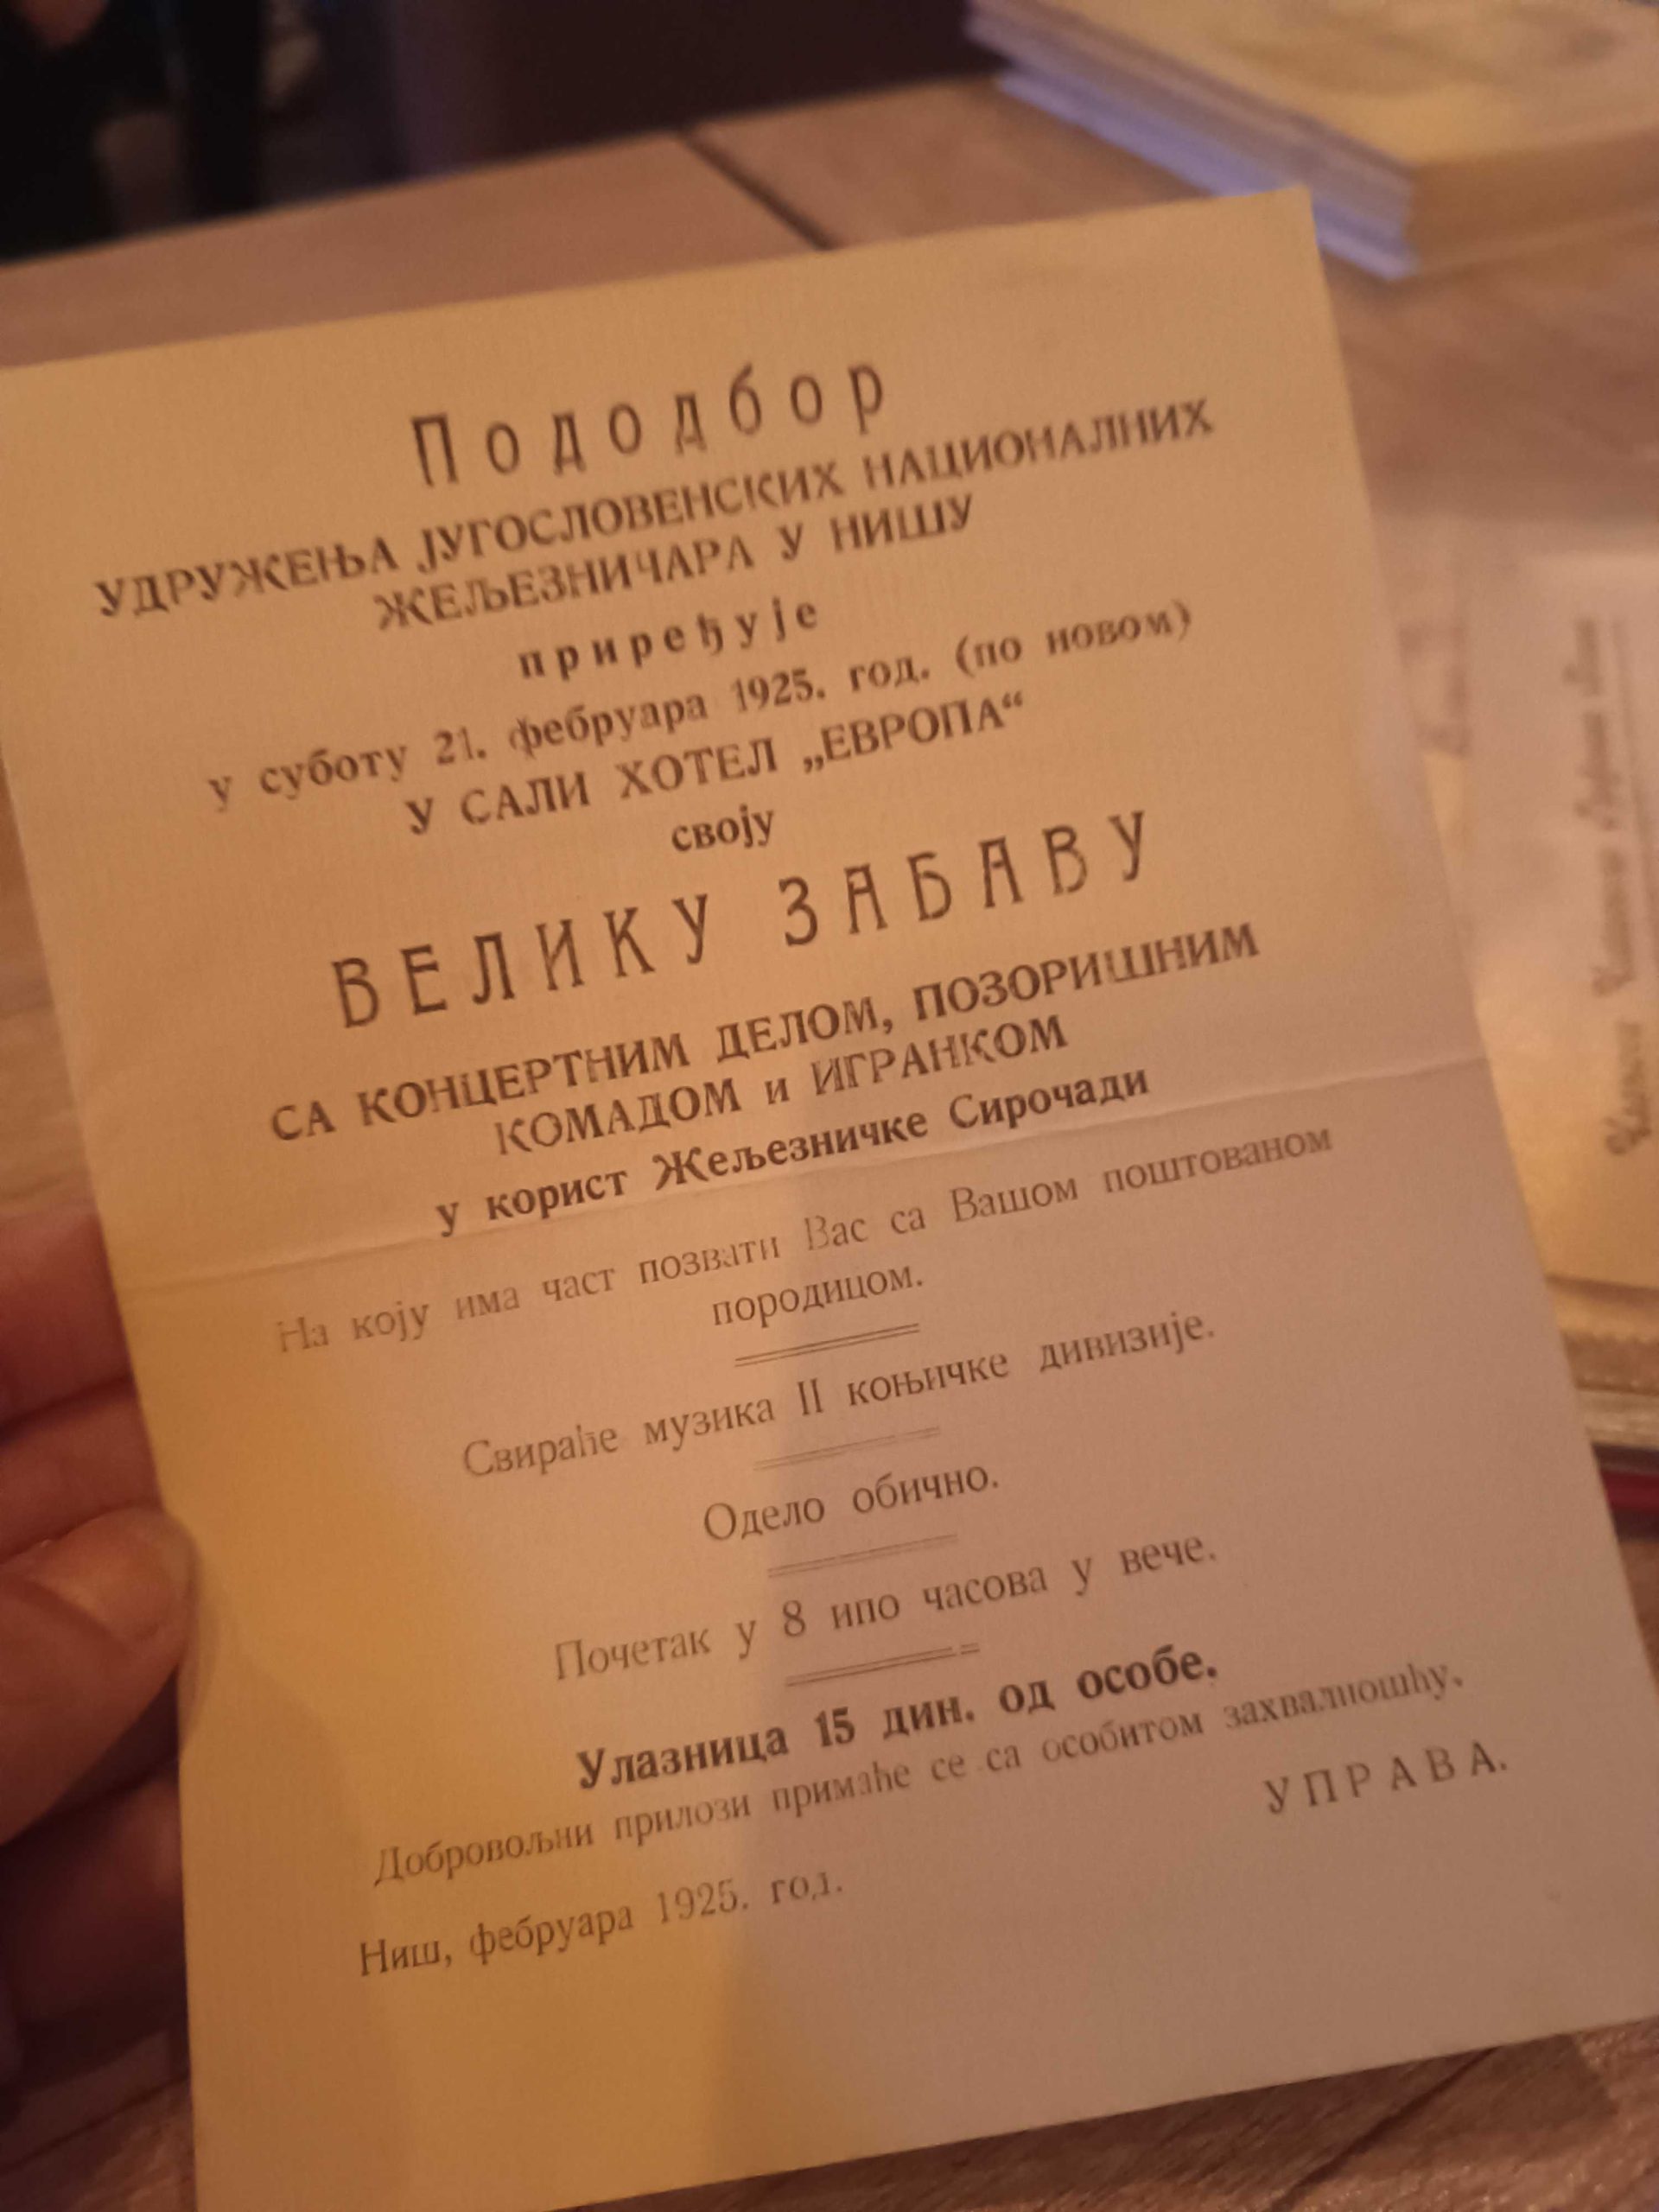 Пододбор
УДРУЖЕЊА ЈУГОСЛОВЕНСКИХ НАЦИОНАЛНИХ
ЖЕЉЕЗНИЧАРА У НИШУ
приређује
у суботу 21. фебруара 1925. год. (по новом)
У САЛИ ХОТЕЛ „ЕВРОПА“
своју
ВЕЛИКУ ЗАБАВУ
СА КОНЦЕРТНИМ ДЕЛОМ, ПОЗОРИШНИМ
КОМАДОМ и ИГРАНКОМ
у корист Жељезничке Сирочади
На коју има част позвати Вас са Вашом поштованом
породицом.
Свираће музика II коњичке дивизије.
Одело обично.
Почетак у 8 ипо часова у вече.
Улазница 15 дин. од особе.
Добровољни прилози примаће се са особитом захвалношћу.
УПРАВА.
Ниш, фебруара 1925. год.